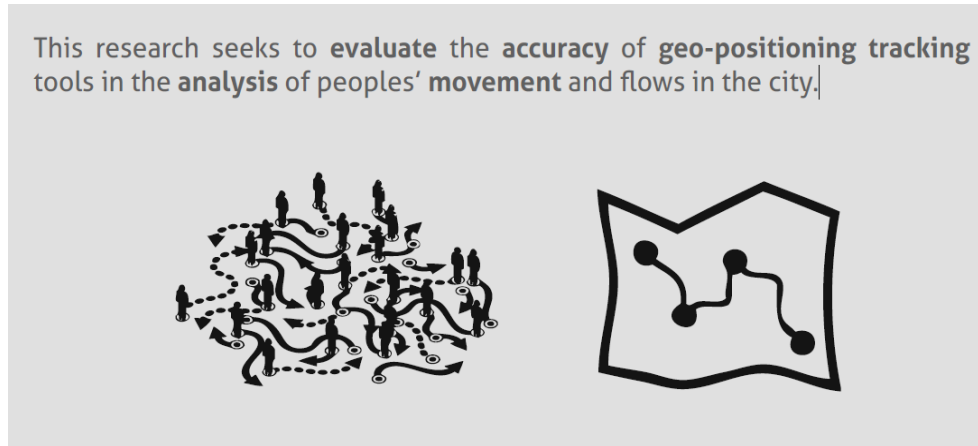 This research seeks to evaluate the accuracy of geo-positioning tracking
tools in the analysis of peoples’ movement and flows in the city.